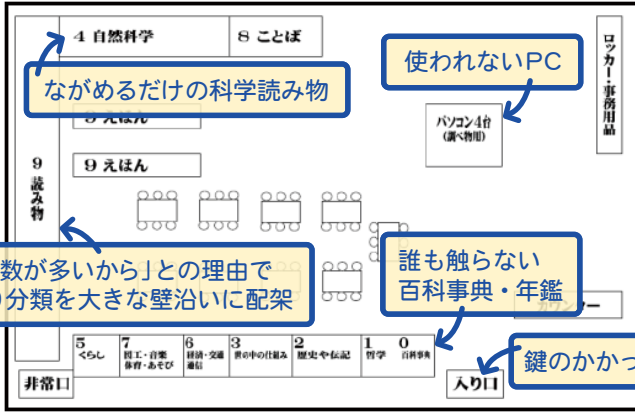 4 自然科学
8 ことば
ながめるだけの科学読み物
使われないPC
ロッカー・事務用品
9 えほん
パソコン4台
(調べ物用)
9 えほん
9 読み物
数が多いから」との理由で
分類を大きな壁沿いに配架
誰も触らない
百科事典・年鑑
カウンター
5 くらし
7 図工・音楽
体育・あそび
6 経済・交通
通信
3 世の中の仕組み
2 歴史や伝記
1 哲学
0 百科事典
非常口
入り口
鍵のかかっ